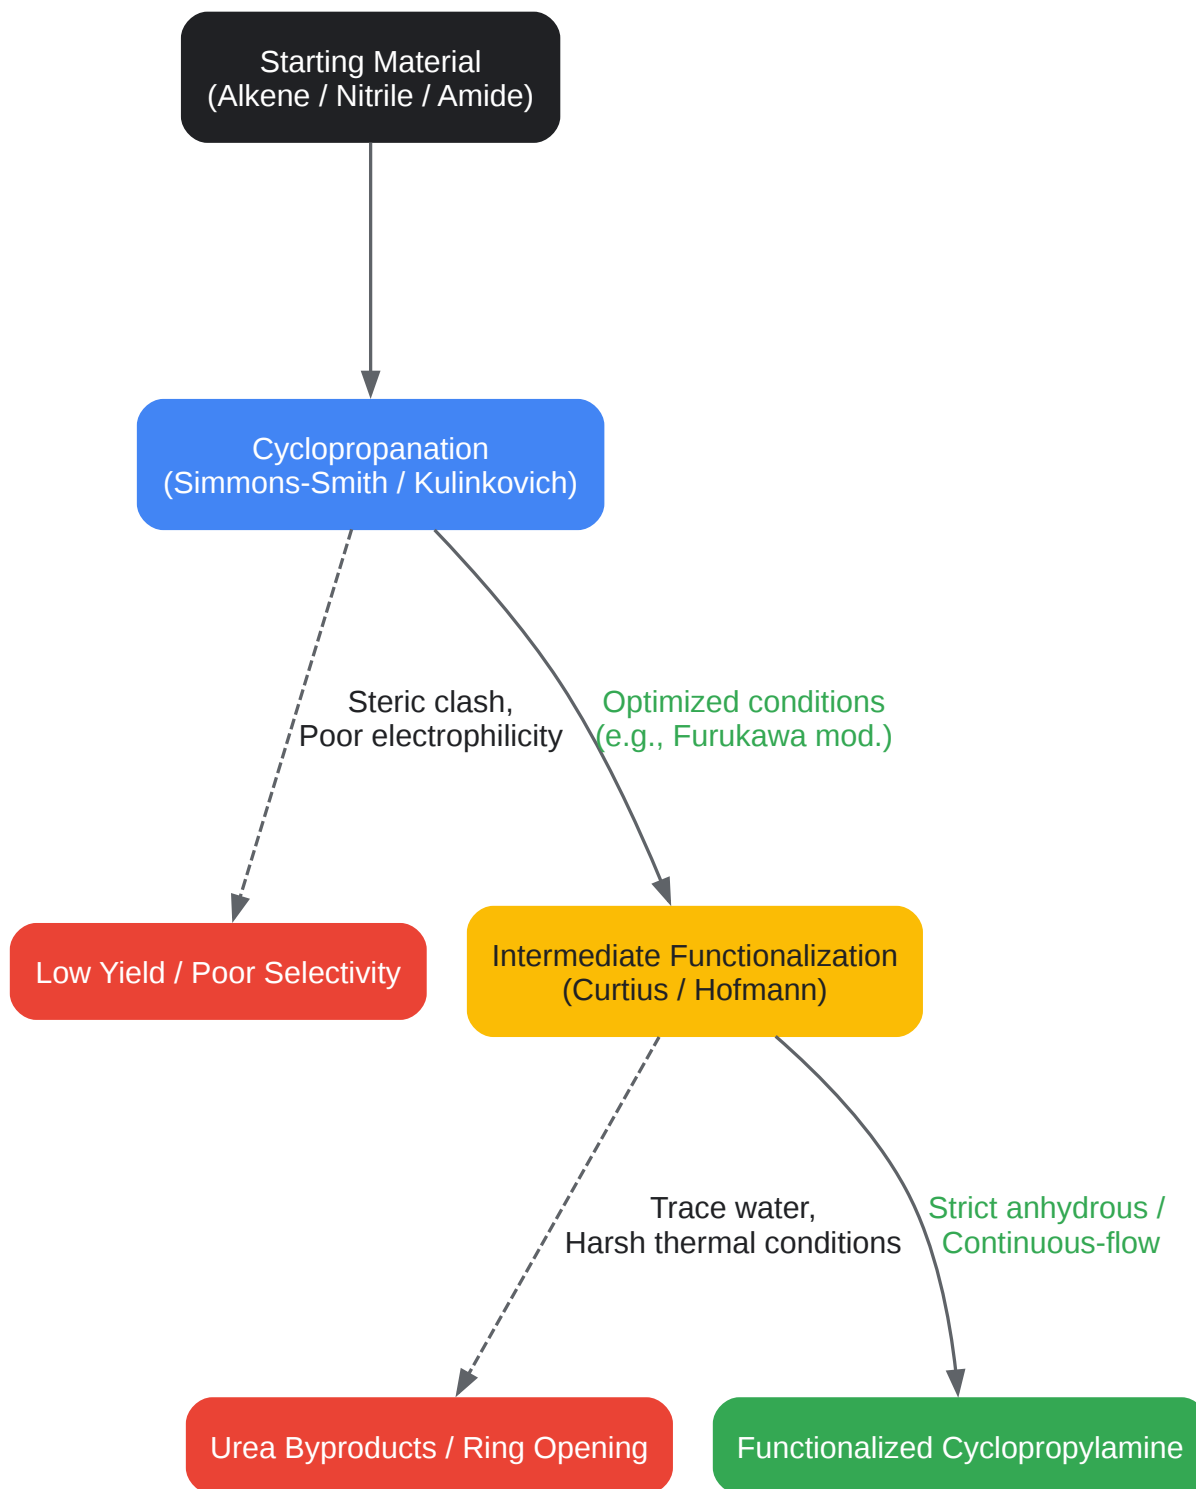 Starting Material
(Alkene / Nitrile / Amide)
Cyclopropanation
(Simmons-Smith / Kulinkovich)
Steric clash,
Poor electrophilicity
Optimized conditions
(e.g., Furukawa mod.)
Low Yield / Poor Selectivity
Intermediate Functionalization
(Curtius / Hofmann)
Trace water,
Harsh thermal conditions
Strict anhydrous /
Continuous-flow
Urea Byproducts / Ring Opening
Functionalized Cyclopropylamine